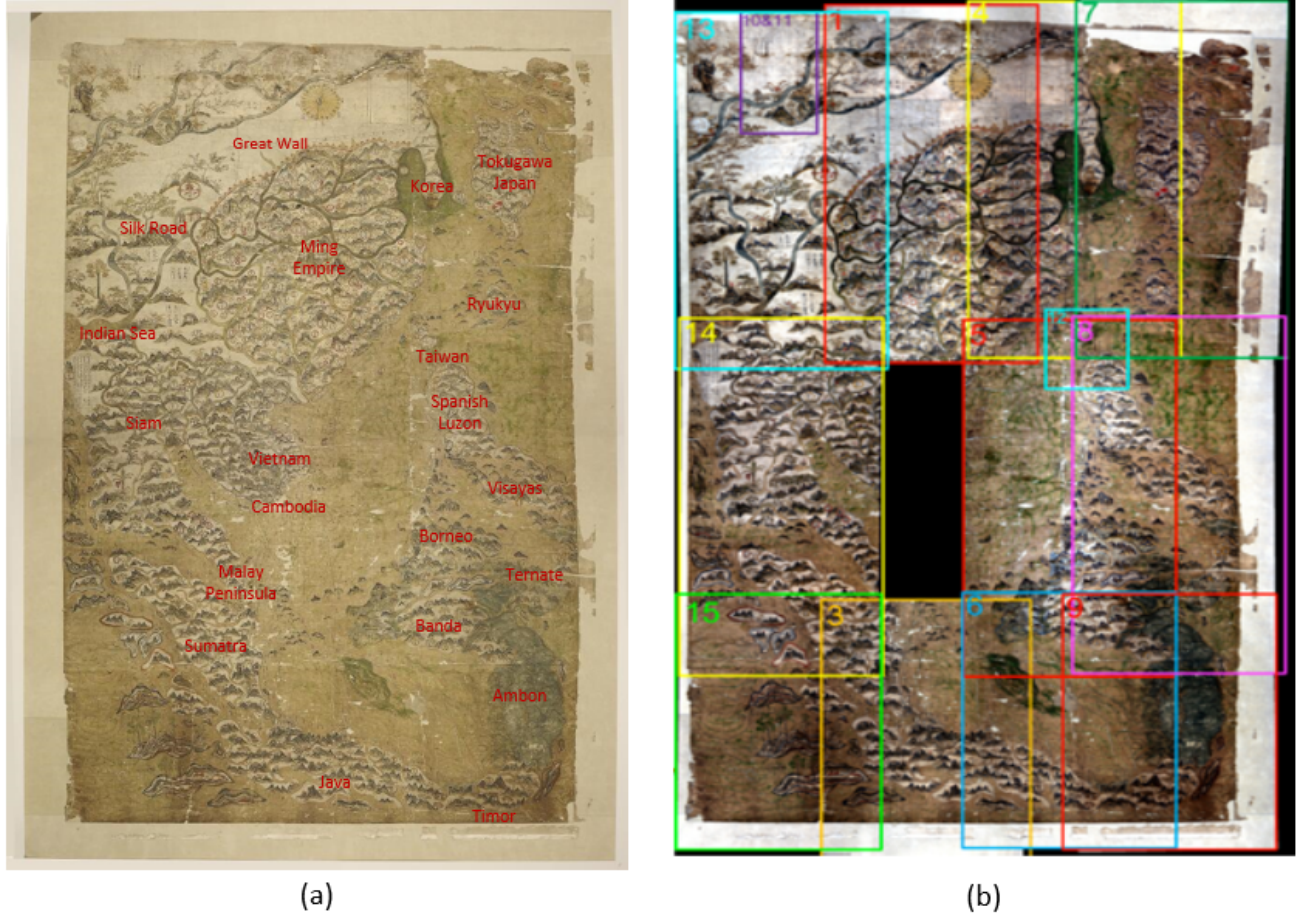 Great Wall
Tokugawa
Japan
Korea
Silk Road
Ming
Empire
Ryukyu
Indian Sea
Taiwan
Spanish
Luzon
Siam
Vietnam
Visayas
Cambodia
Borneo
Malay
Peninsula
Ternate
Banda
Sumatra
Ambon
Java
Timor
(a)
13
10&11
1
4
7
14
5
8
15
3
6
9
(b)